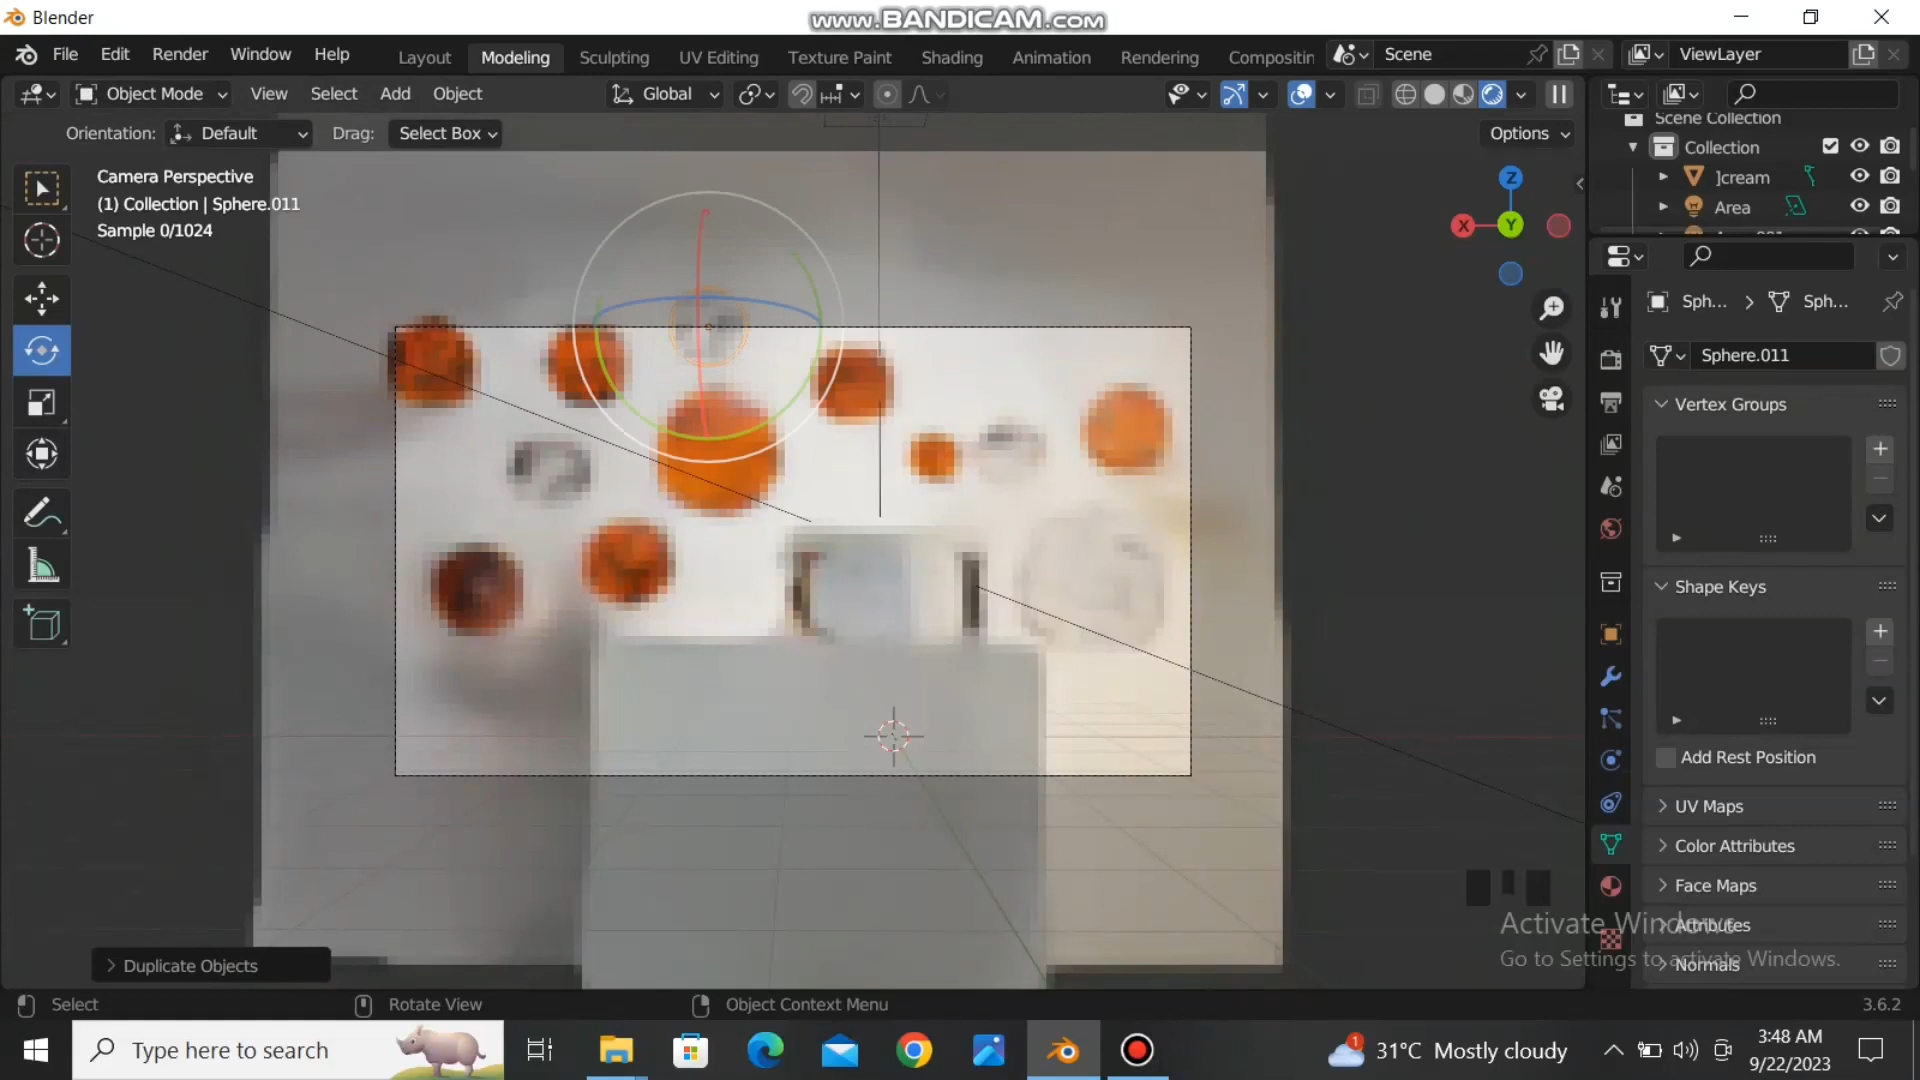 Blender
www.BANDICAM.com
File Edit Render Window Help
Layout Modeling Sculpting UV Editing Texture Paint Shading Animation Rendering Compositin
Scene
ViewLayer
Object Mode View Select Add Object
Global
Orientation: Default Drag: Select Box
Options
Camera Perspective
(1) Collection | Sphere.011
Sample 0/1024
Z
X
Y
Scene Collection
Collection
]cream
Area
Sph... Sph...
Sphere.011
Vertex Groups
Shape Keys
Add Rest Position
UV Maps
Color Attributes
Face Maps
Attributes
Normals
Activate Windows
Go to Settings to activate Windows.
Duplicate Objects
Select Rotate View Object Context Menu
3.6.2
Type here to search
1
31°C Mostly cloudy
3:48 AM
9/22/2023